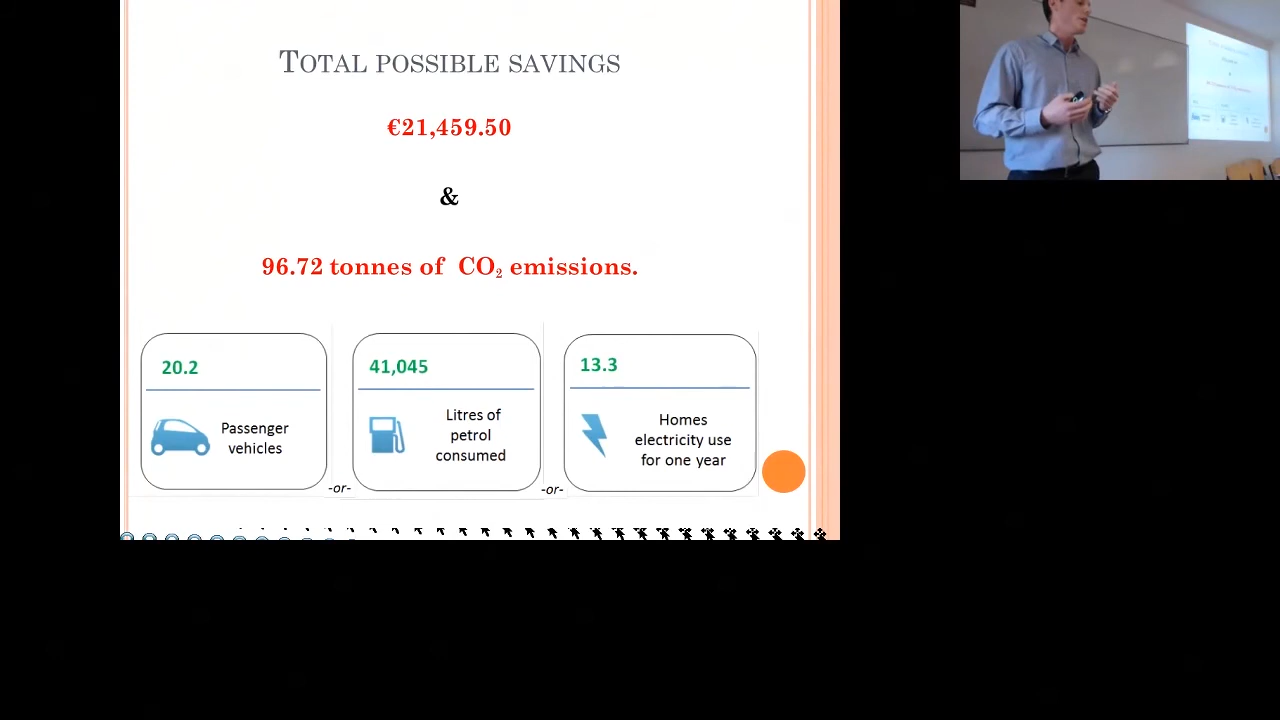 TOTAL POSSIBLE SAVINGS
€21,459.50
&
96.72 tonnes of CO₂ emissions.
20.2
Passenger
vehicles
-or-
41,045
Litres of
petrol
consumed
-or-
13.3
Homes
electricity use
for one year